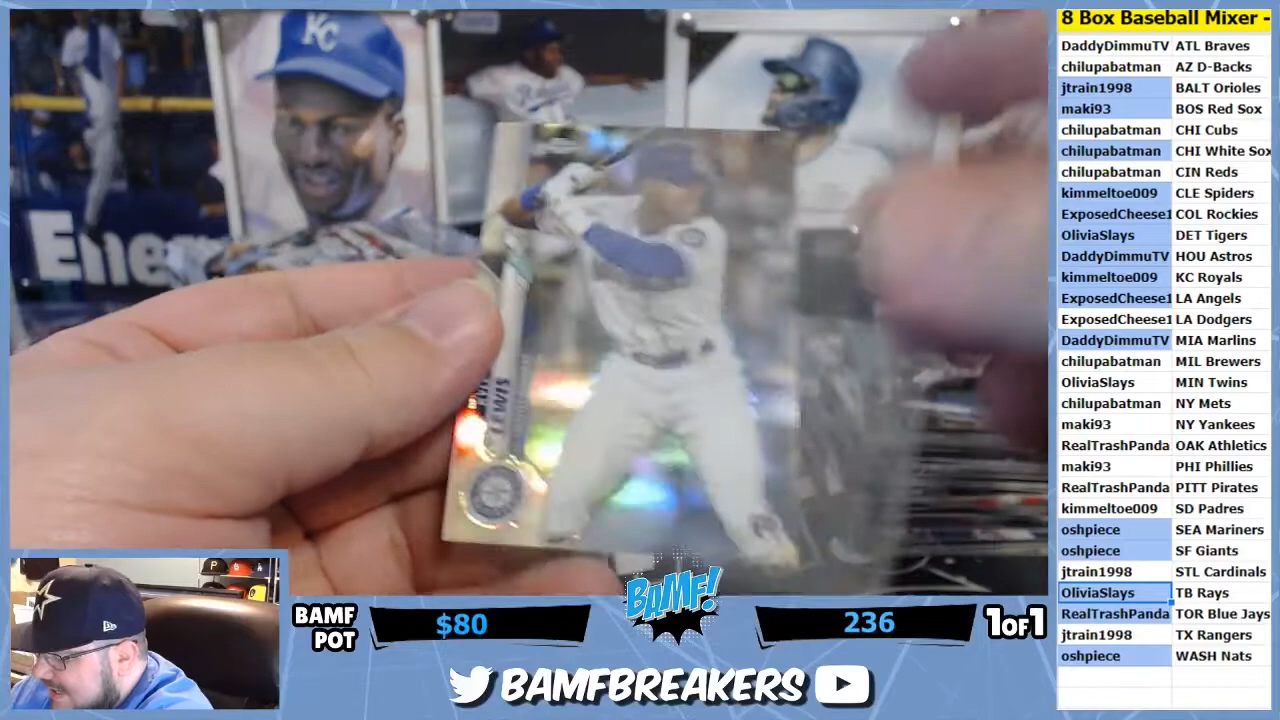 KC
Ener
LEWIS
8 Box Baseball Mixer -
DaddyDimmuTV ATL Braves
chilupabatman AZ D-Backs
jtrain1998 BALT Orioles
maki93 BOS Red Sox
chilupabatman CHI Cubs
chilupabatman CHI White Sox
chilupabatman CIN Reds
kimmeltoe009 CLE Spiders
ExposedCheese1 COL Rockies
OliviaSlays DET Tigers
DaddyDimmuTV HOU Astros
kimmeltoe009 KC Royals
ExposedCheese1 LA Angels
ExposedCheese1 LA Dodgers
DaddyDimmuTV MIA Marlins
chilupabatman MIL Brewers
OliviaSlays MIN Twins
chilupabatman NY Mets
maki93 NY Yankees
RealTrashPanda OAK Athletics
maki93 PHI Phillies
RealTrashPanda PITT Pirates
kimmeltoe009 SD Padres
oshpiece SEA Mariners
oshpiece SF Giants
jtrain1998 STL Cardinals
OliviaSlays TB Rays
RealTrashPanda TOR Blue Jays
jtrain1998 TX Rangers
oshpiece WASH Nats
BAMF POT $80
BAMF!
236 1OF1
BAMFBREAKERS